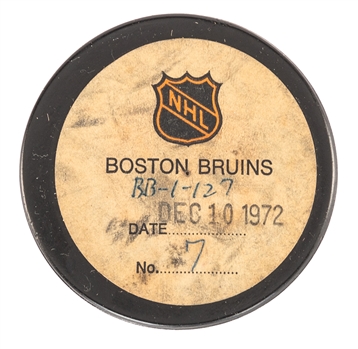 NHL
BOSTON BRUINS
BB-1-127
DEC 10 1972
DATE
No. 7